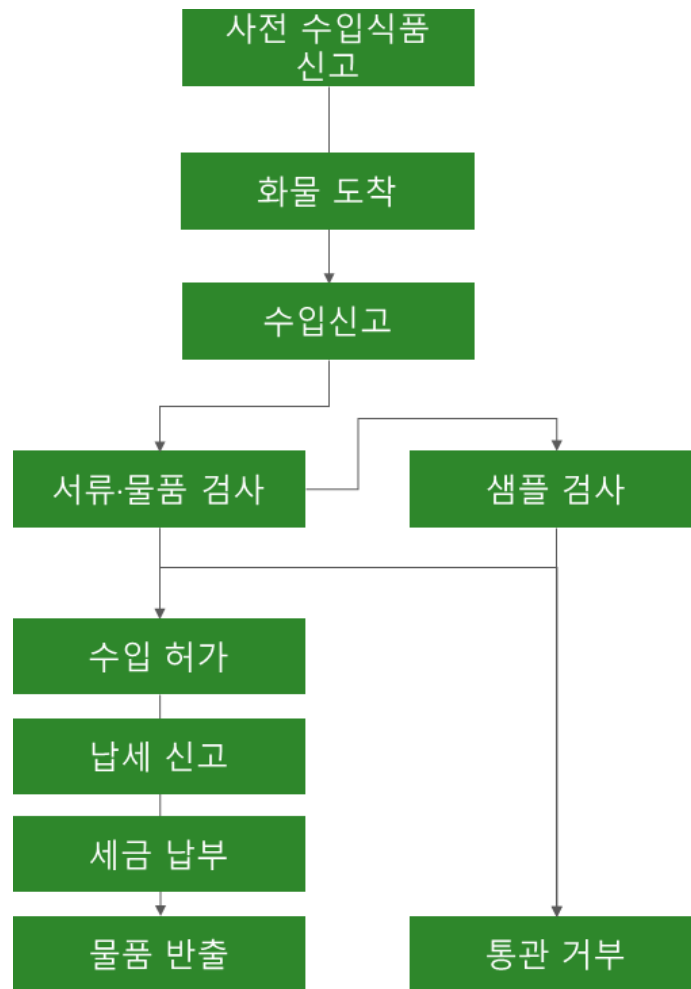 사전 수입식품
신고
화물 도착
수입신고
서류·물품 검사
샘플 검사
수입 허가
납세 신고
세금 납부
물품 반출
통관 거부